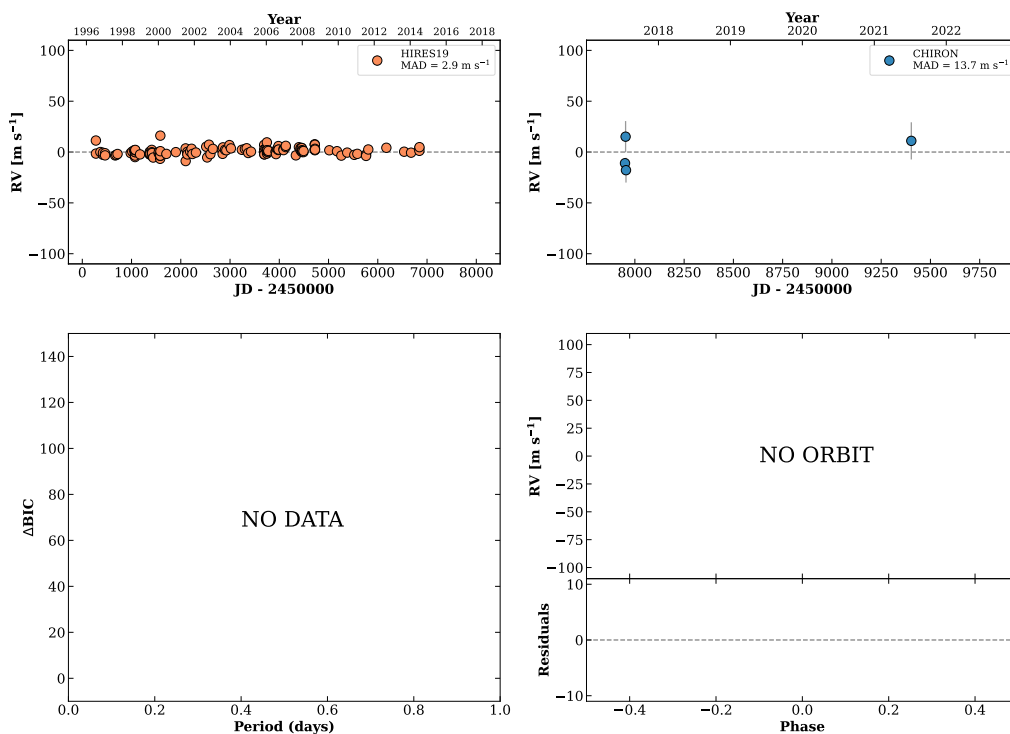 Year
1996 1998 2000 2002 2004 2006 2008 2010 2012 2014 2016 2018
100
50
0
−50
−100
RV [m s⁻¹]
HIRES19
MAD = 2.9 m s⁻¹
0 1000 2000 3000 4000 5000 6000 7000 8000
JD - 2450000
Year
2018 2019 2020 2021 2022
100
50
0
−50
−100
RV [m s⁻¹]
CHIRON
MAD = 13.7 m s⁻¹
8000 8250 8500 8750 9000 9250 9500 9750
JD - 2450000
140
120
100
80
60
40
20
0
ΔBIC
NO DATA
0.0 0.2 0.4 0.6 0.8 1.0
Period (days)
100
75
50
25
0
−25
−50
−75
−100
RV [m s⁻¹]
NO ORBIT
10
0
−10
Residuals
−0.4 −0.2 0.0 0.2 0.4
Phase